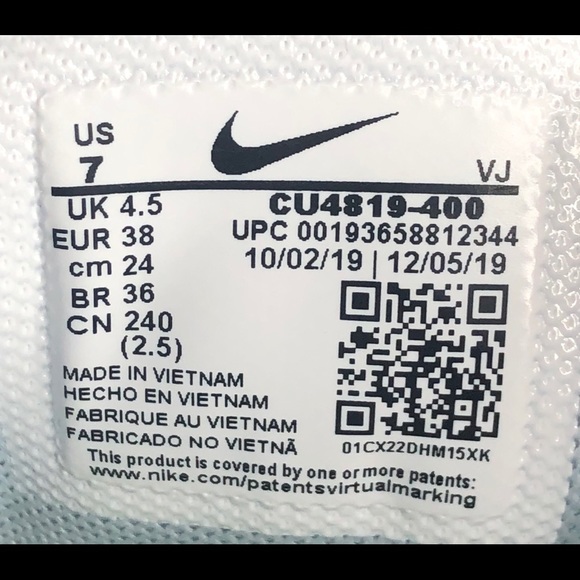 US
7
VJ
UK 4.5
CU4819-400
EUR 38
UPC 00193658812344
cm 24
10/02/19 | 12/05/19
BR 36
CN 240
(2.5)
MADE IN VIETNAM
HECHO EN VIETNAM
FABRIQUE AU VIETNAM
FABRICADO NO VIETNÃ
01CX22DHM15XK
This product is covered by one or more patents:
www.nike.com/patentsvirtualmarking